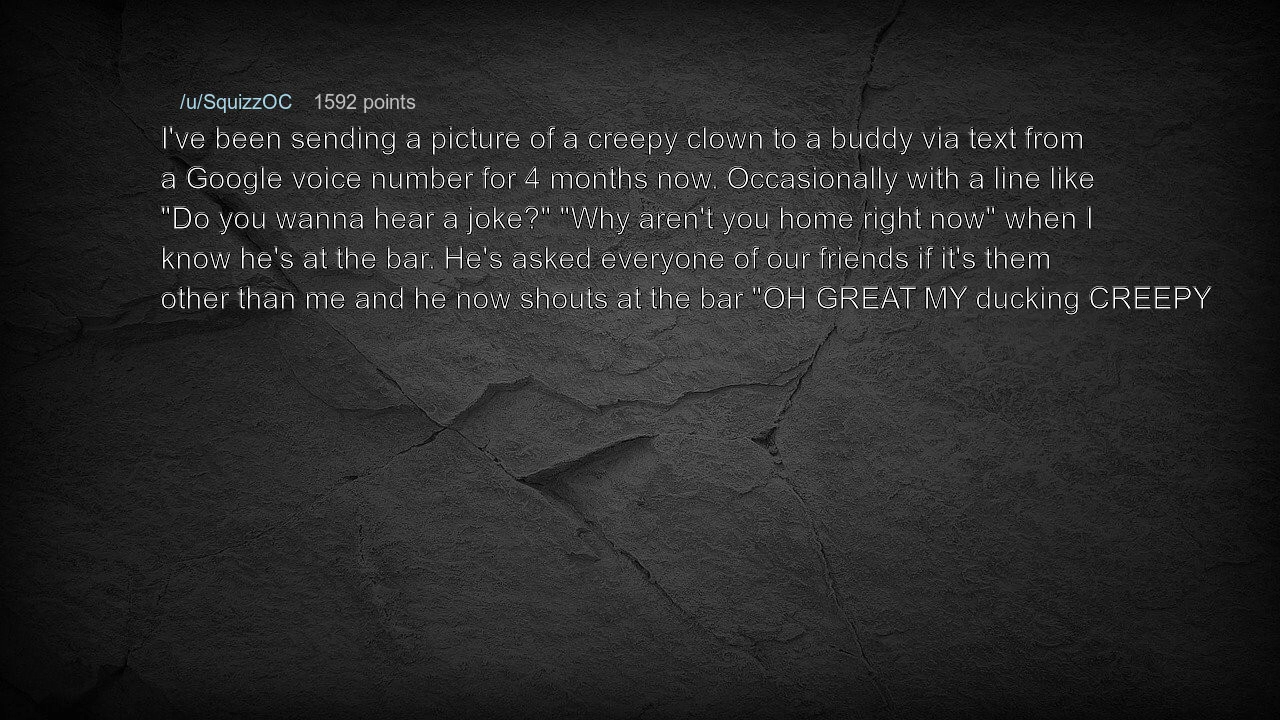 /u/SquizzOC 1592 points
I've been sending a picture of a creepy clown to a buddy via text from
a Google voice number for 4 months now. Occasionally with a line like
"Do you wanna hear a joke?" "Why aren't you home right now" when I
know he's at the bar. He's asked everyone of our friends if it's them
other than me and he now shouts at the bar "OH GREAT MY ducking CREEPY